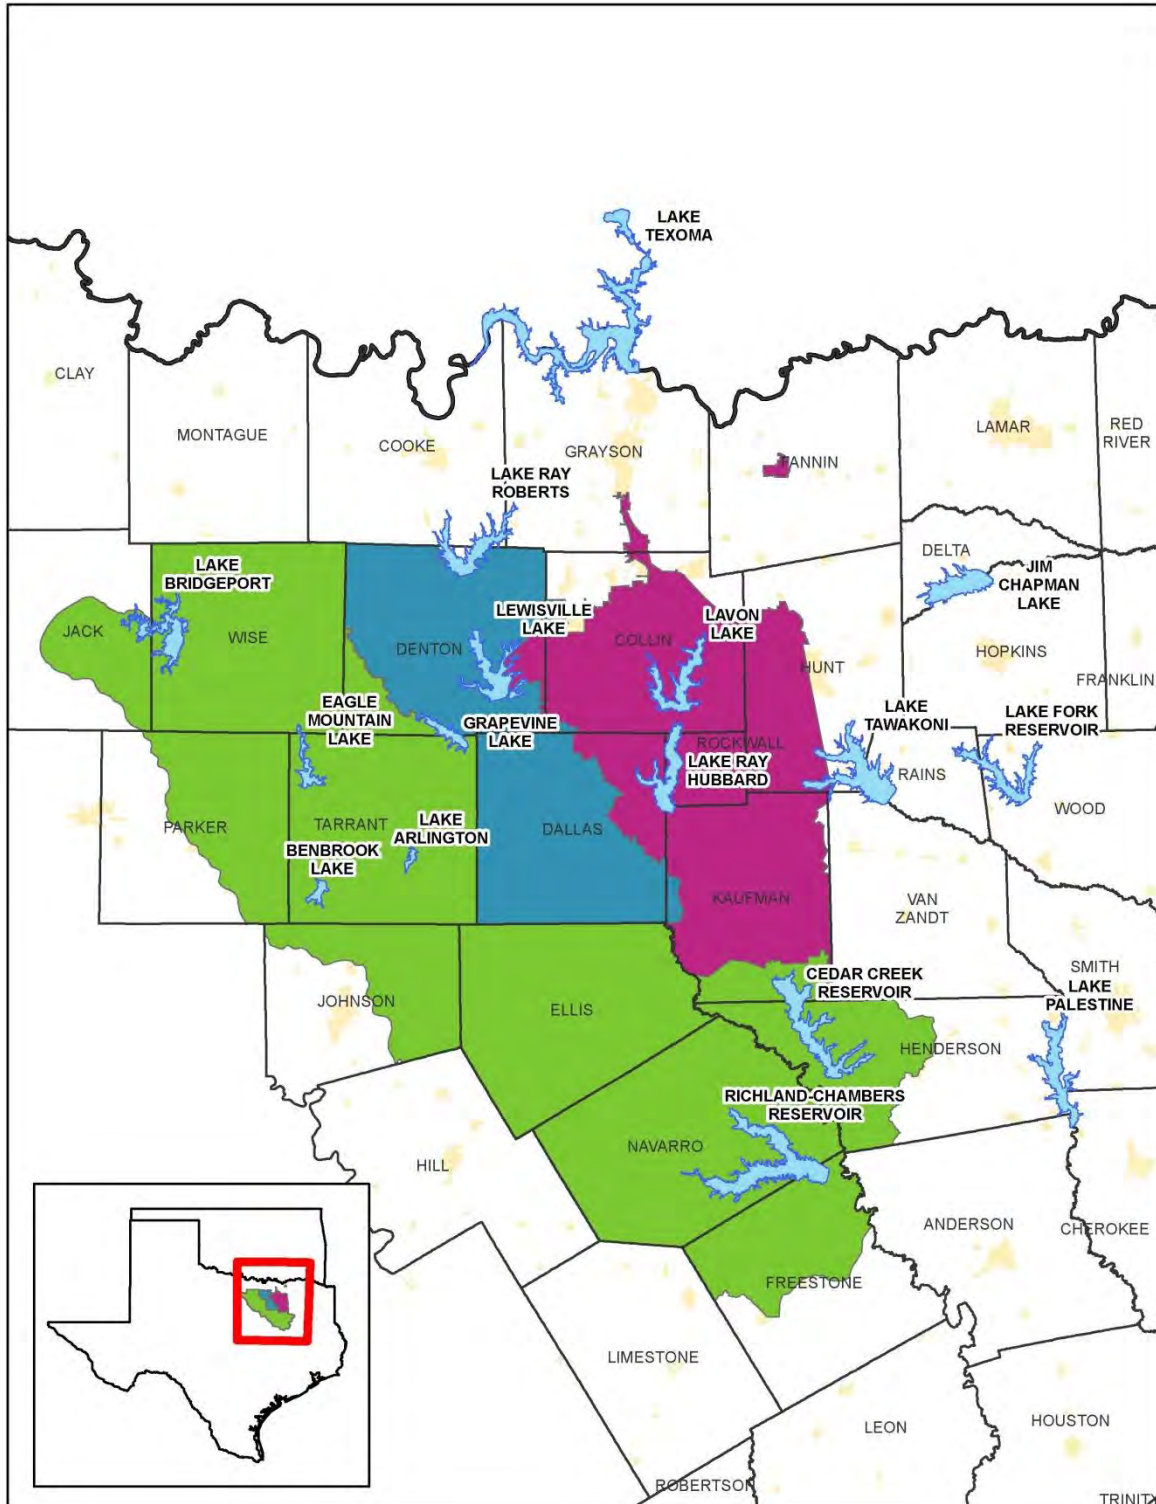 LAKE
TEXOMA
CLAY
MONTAGUE
COOKE
GRAYSON
FANNIN
LAMAR
RED
RIVER
LAKE RAY
ROBERTS
DELTA
LAKE
BRIDGEPORT
JIM
CHAPMAN
LAKE
LEWISVILLE
LAKE
LAVON
LAKE
JACK
WISE
DENTON
COLLIN
HUNT
HOPKINS
FRANKLIN
EAGLE
MOUNTAIN
LAKE
GRAPEVINE
LAKE
LAKE
TAWAKONI
LAKE FORK
RESERVOIR
ROCKWALL
LAKE RAY
HUBBARD
RAINS
WOOD
PARKER
TARRANT
LAKE
ARLINGTON
BENBROOK
LAKE
DALLAS
KAUFMAN
VAN
ZANDT
SMITH
CEDAR CREEK
RESERVOIR
LAKE
PALESTINE
JOHNSON
ELLIS
HENDERSON
RICHLAND-CHAMBERS
RESERVOIR
NAVARRO
HILL
ANDERSON
CHEROKEE
FREESTONE
LIMESTONE
LEON
HOUSTON
ROBERTSON
TRINITY